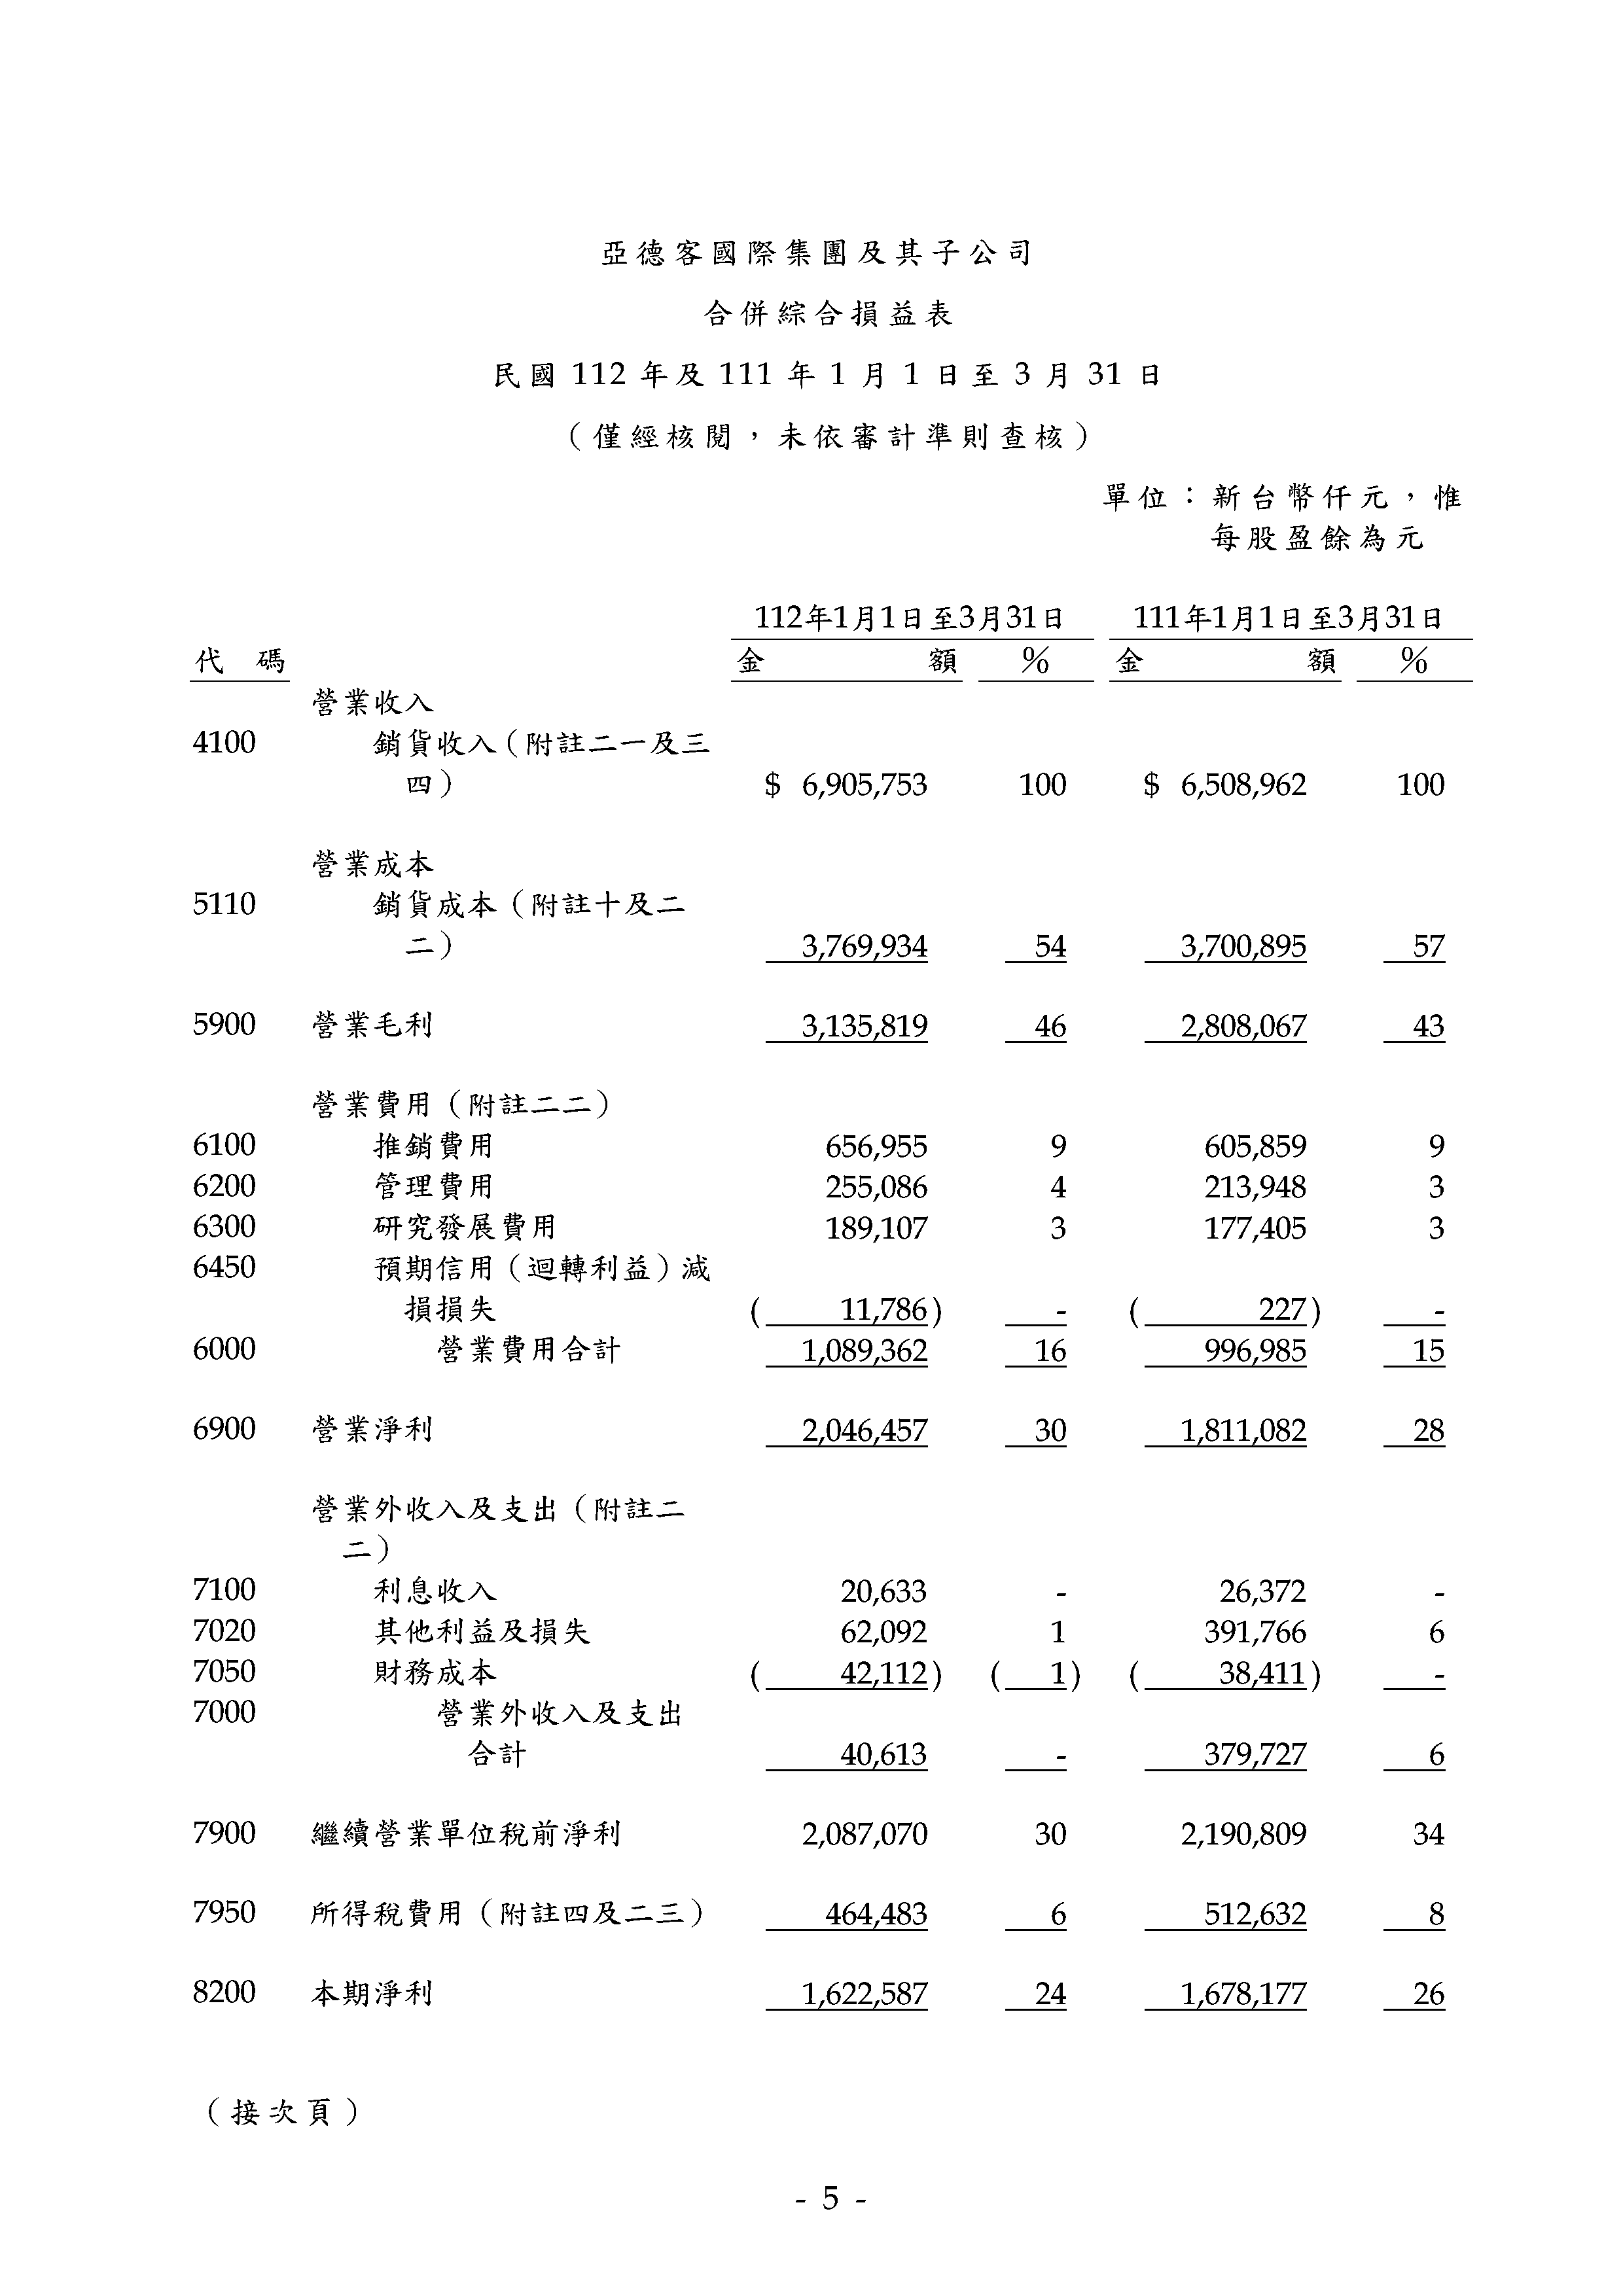 亞德客國際集團及其子公司
合併綜合損益表
民國 112 年及 111 年 1 月 1 日至 3 月 31 日
（僅經核閱，未依審計準則查核）
單位：新台幣仟元，惟
每股盈餘為元
112年1月1日至3月31日 111年1月1日至3月31日
代 碼 金 額 ％ 金 額 ％
營業收入
4100 銷貨收入（附註二一及三
四） $ 6,905,753 100 $ 6,508,962 100
營業成本
5110 銷貨成本（附註十及二
二） 3,769,934 54 3,700,895 57
5900 營業毛利 3,135,819 46 2,808,067 43
營業費用（附註二二）
6100 推銷費用 656,955 9 605,859 9
6200 管理費用 255,086 4 213,948 3
6300 研究發展費用 189,107 3 177,405 3
6450 預期信用（迴轉利益）減
損損失 ( 11,786) - ( 227) -
6000 營業費用合計 1,089,362 16 996,985 15
6900 營業淨利 2,046,457 30 1,811,082 28
營業外收入及支出（附註二
二）
7100 利息收入 20,633 - 26,372 -
7020 其他利益及損失 62,092 1 391,766 6
7050 財務成本 ( 42,112) ( 1) ( 38,411) -
7000 營業外收入及支出
合計 40,613 - 379,727 6
7900 繼續營業單位稅前淨利 2,087,070 30 2,190,809 34
7950 所得稅費用（附註四及二三） 464,483 6 512,632 8
8200 本期淨利 1,622,587 24 1,678,177 26
（接次頁）
- 5 -